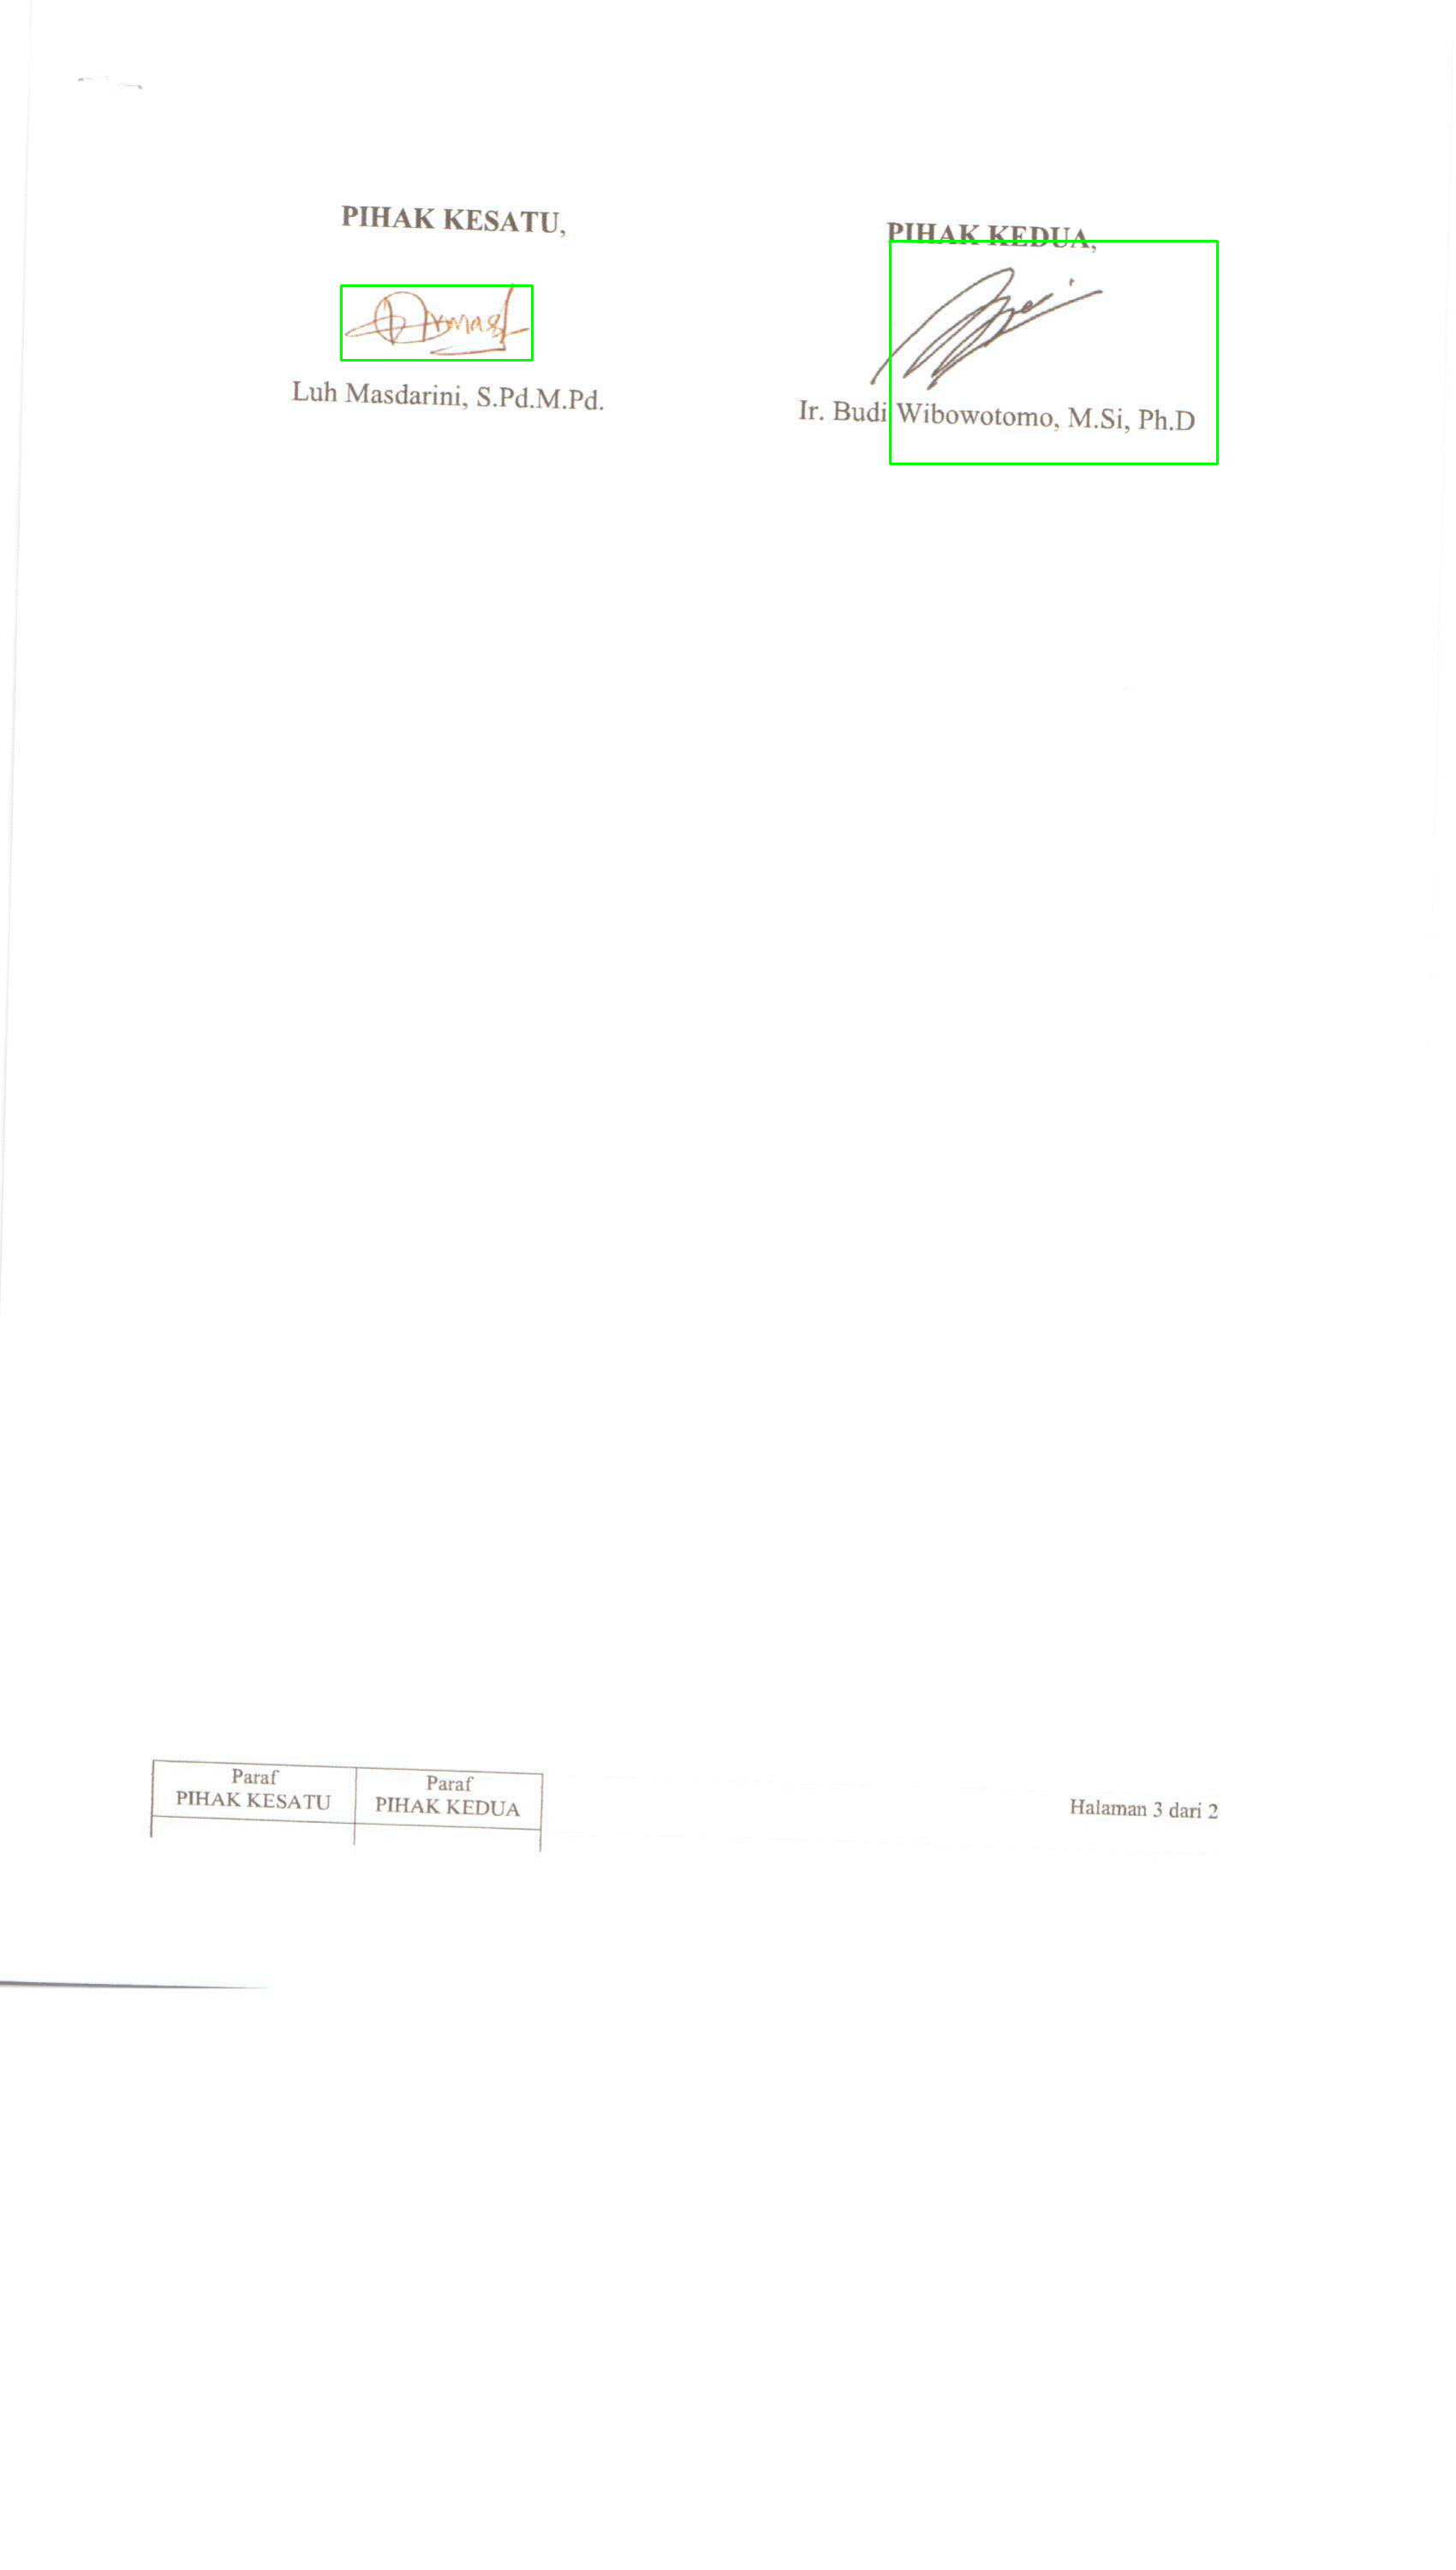 PIHAK KESATU,
PIHAK KEDUA,
Luh Masdarini, S.Pd.M.Pd.
Ir. Budi Wibowotomo, M.Si, Ph.D
Paraf
PIHAK KESATU
Paraf
PIHAK KEDUA
Halaman 3 dari 2